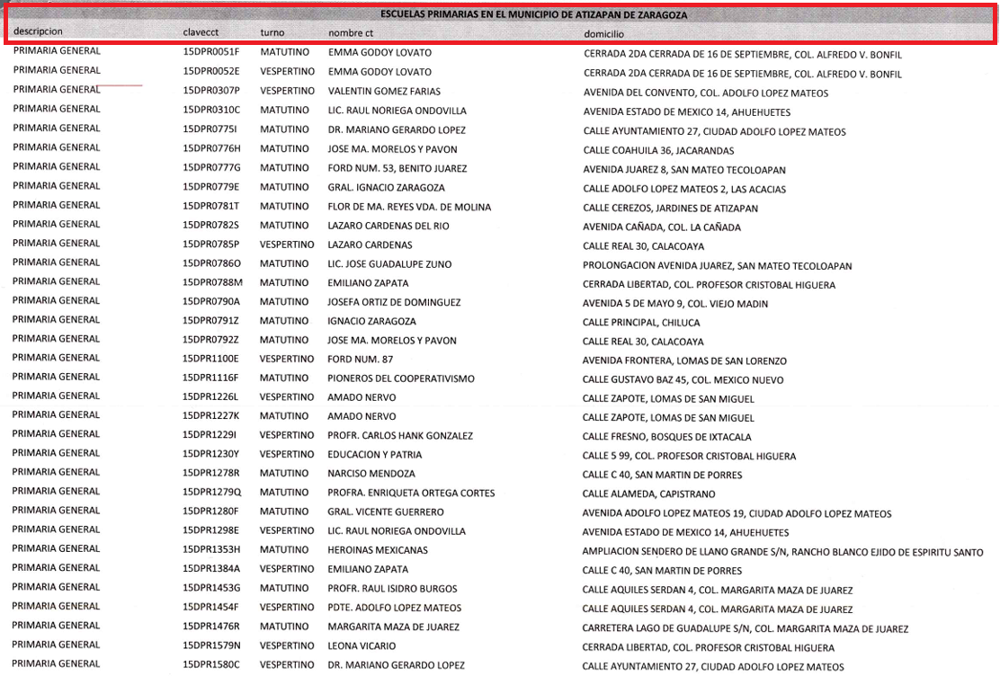 ESCUELAS PRIMARIAS EN EL MUNICIPIO DE ATIZAPAN DE ZARAGOZA
descripcion clavecct turno nombre ct domicilio
PRIMARIA GENERAL 15DPR0051F MATUTINO EMMA GODOY LOVATO CERRADA 2DA CERRADA DE 16 DE SEPTIEMBRE, COL. ALFREDO V. BONFIL
PRIMARIA GENERAL 15DPR0052E VESPERTINO EMMA GODOY LOVATO CERRADA 2DA CERRADA DE 16 DE SEPTIEMBRE, COL. ALFREDO V. BONFIL
PRIMARIA GENERAL 15DPR0307P VESPERTINO VALENTIN GOMEZ FARIAS AVENIDA DEL CONVENTO, COL. ADOLFO LOPEZ MATEOS
PRIMARIA GENERAL 15DPR0310C MATUTINO LIC. RAUL NORIEGA ONDOVILLA AVENIDA ESTADO DE MEXICO 14, AHUEHUETES
PRIMARIA GENERAL 15DPR0775I MATUTINO DR. MARIANO GERARDO LOPEZ CALLE AYUNTAMIENTO 27, CIUDAD ADOLFO LOPEZ MATEOS
PRIMARIA GENERAL 15DPR0776H MATUTINO JOSE MA. MORELOS Y PAVON CALLE COAHUILA 36, JACARANDAS
PRIMARIA GENERAL 15DPR0777G MATUTINO FORD NUM. 53, BENITO JUAREZ AVENIDA JUAREZ 8, SAN MATEO TECOLOAPAN
PRIMARIA GENERAL 15DPR0779E MATUTINO GRAL. IGNACIO ZARAGOZA CALLE ADOLFO LOPEZ MATEOS 2, LAS ACACIAS
PRIMARIA GENERAL 15DPR0781T MATUTINO FLOR DE MA. REYES VDA. DE MOLINA CALLE CEREZOS, JARDINES DE ATIZAPAN
PRIMARIA GENERAL 15DPR0782S MATUTINO LAZARO CARDENAS DEL RIO AVENIDA CAÑADA, COL. LA CAÑADA
PRIMARIA GENERAL 15DPR0785P VESPERTINO LAZARO CARDENAS CALLE REAL 30, CALACOAYA
PRIMARIA GENERAL 15DPR0786O MATUTINO LIC. JOSE GUADALUPE ZUNO PROLONGACION AVENIDA JUAREZ, SAN MATEO TECOLOAPAN
PRIMARIA GENERAL 15DPR0788M MATUTINO EMILIANO ZAPATA CERRADA LIBERTAD, COL. PROFESOR CRISTOBAL HIGUERA
PRIMARIA GENERAL 15DPR0790A MATUTINO JOSEFA ORTIZ DE DOMINGUEZ AVENIDA 5 DE MAYO 9, COL. VIEJO MADIN
PRIMARIA GENERAL 15DPR0791Z MATUTINO IGNACIO ZARAGOZA CALLE PRINCIPAL, CHILUCA
PRIMARIA GENERAL 15DPR0792Z MATUTINO JOSE MA. MORELOS Y PAVON CALLE REAL 30, CALACOAYA
PRIMARIA GENERAL 15DPR1100E VESPERTINO FORD NUM. 87 AVENIDA FRONTERA, LOMAS DE SAN LORENZO
PRIMARIA GENERAL 15DPR1116F MATUTINO PIONEROS DEL COOPERATIVISMO CALLE GUSTAVO BAZ 45, COL. MEXICO NUEVO
PRIMARIA GENERAL 15DPR1226L VESPERTINO AMADO NERVO CALLE ZAPOTE, LOMAS DE SAN MIGUEL
PRIMARIA GENERAL 15DPR1227K MATUTINO AMADO NERVO CALLE ZAPOTE, LOMAS DE SAN MIGUEL
PRIMARIA GENERAL 15DPR1229I VESPERTINO PROFR. CARLOS HANK GONZALEZ CALLE FRESNO, BOSQUES DE IXTACALA
PRIMARIA GENERAL 15DPR1230Y VESPERTINO EDUCACION Y PATRIA CALLE 5 99, COL. PROFESOR CRISTOBAL HIGUERA
PRIMARIA GENERAL 15DPR1278R MATUTINO NARCISO MENDOZA CALLE C 40, SAN MARTIN DE PORRES
PRIMARIA GENERAL 15DPR1279Q MATUTINO PROFRA. ENRIQUETA ORTEGA CORTES CALLE ALAMEDA, CAPISTRANO
PRIMARIA GENERAL 15DPR1280F MATUTINO GRAL. VICENTE GUERRERO AVENIDA ADOLFO LOPEZ MATEOS 19, CIUDAD ADOLFO LOPEZ MATEOS
PRIMARIA GENERAL 15DPR1298E VESPERTINO LIC. RAUL NORIEGA ONDOVILLA AVENIDA ESTADO DE MEXICO 14, AHUEHUETES
PRIMARIA GENERAL 15DPR1353H MATUTINO HEROINAS MEXICANAS AMPLIACION SENDERO DE LLANO GRANDE S/N, RANCHO BLANCO EJIDO DE ESPIRITU SANTO
PRIMARIA GENERAL 15DPR1384A VESPERTINO EMILIANO ZAPATA CALLE C 40, SAN MARTIN DE PORRES
PRIMARIA GENERAL 15DPR1453G MATUTINO PROFR. RAUL ISIDRO BURGOS CALLE AQUILES SERDAN 4, COL. MARGARITA MAZA DE JUAREZ
PRIMARIA GENERAL 15DPR1454F VESPERTINO PDTE. ADOLFO LOPEZ MATEOS CALLE AQUILES SERDAN 4, COL. MARGARITA MAZA DE JUAREZ
PRIMARIA GENERAL 15DPR1476R MATUTINO MARGARITA MAZA DE JUAREZ CARRETERA LAGO DE GUADALUPE S/N, COL. MARGARITA MAZA DE JUAREZ
PRIMARIA GENERAL 15DPR1579N VESPERTINO LEONA VICARIO CERRADA LIBERTAD, COL. PROFESOR CRISTOBAL HIGUERA
PRIMARIA GENERAL 15DPR1580C VESPERTINO DR. MARIANO GERARDO LOPEZ CALLE AYUNTAMIENTO 27, CIUDAD ADOLFO LOPEZ MATEOS